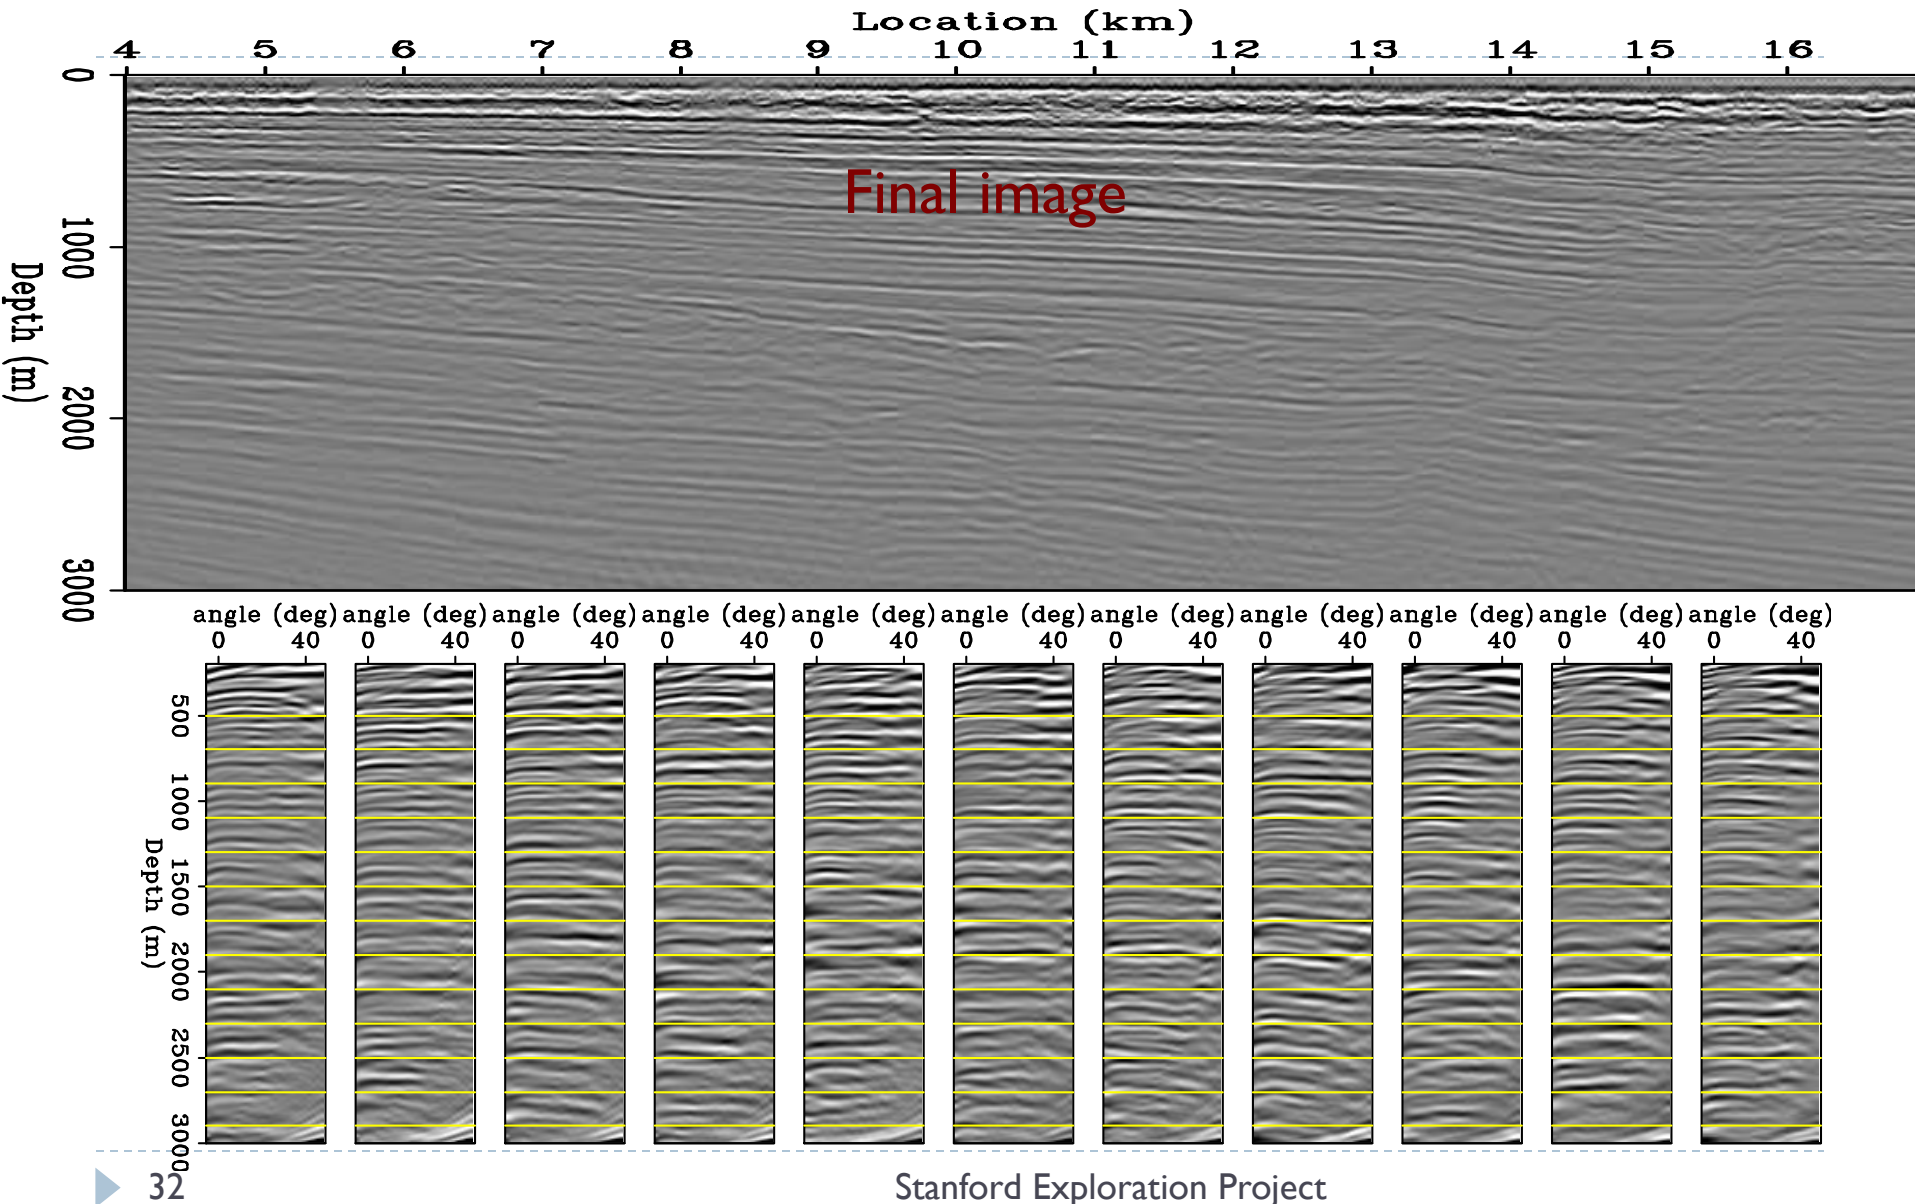 Location (km)
4 5 6 7 8 9 10 11 12 13 14 15 16
0
1000
2000
3000
Depth (m)
Final image
angle (deg) angle (deg) angle (deg) angle (deg) angle (deg) angle (deg) angle (deg) angle (deg) angle (deg) angle (deg) angle (deg)
0 40 0 40 0 40 0 40 0 40 0 40 0 40 0 40 0 40 0 40 0 40
500
1000
1500
2000
2500
3000
Depth (m)
32 Stanford Exploration Project